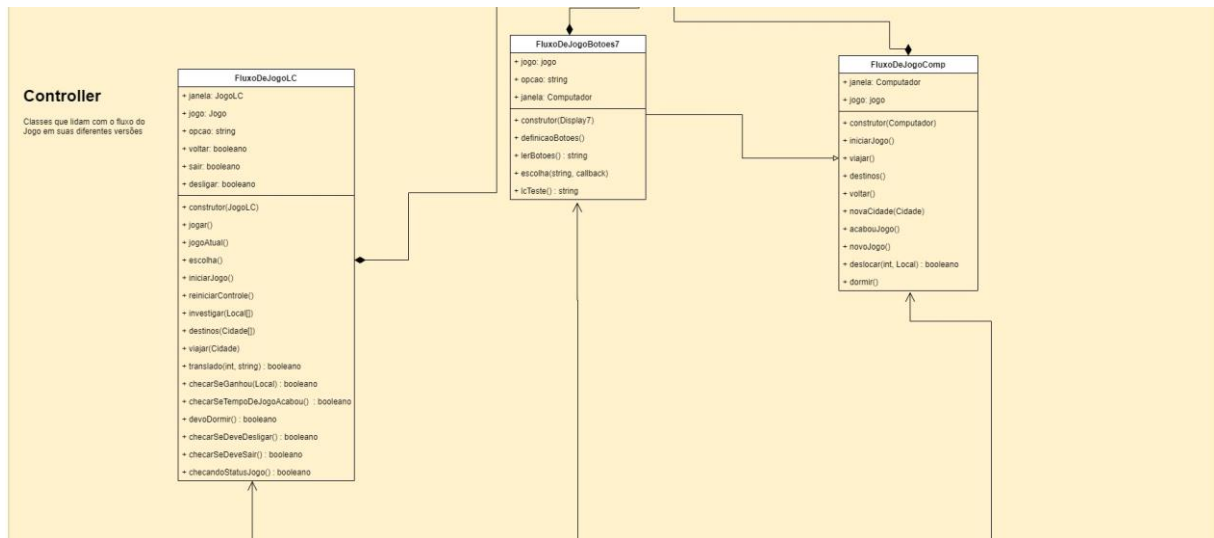 Controller
Classes que lidam com o fluxo do
Jogo em suas diferentes versões
FluxoDeJogoLC
+ janela: JogoLC
+ jogo: Jogo
+ opcao: string
+ voltar: booleano
+ sair: booleano
+ desligar: booleano
+ construtor(JogoLC)
+ jogar()
+ jogoAtual()
+ escolha()
+ iniciarJogo()
+ reiniciarControle()
+ investigar(Local[])
+ destinos(Cidade[])
+ viajar(Cidade)
+ translado(int, string) : booleano
+ checarSeGanhou(Local) : booleano
+ checarSeTempoDeJogoAcabou() : booleano
+ devoDormir() : booleano
+ checarSeDeveDesligar() : booleano
+ checarSeDeveSair() : booleano
+ checandoStatusJogo() : booleano
FluxoDeJogoBotoes7
+ jogo: jogo
+ opcao: string
+ janela: Computador
+ construtor(Display7)
+ definicaoBotoes()
+ lerBotoes() : string
+ escolha(string, callback)
+ lcTeste() : string
FluxoDeJogoComp
+ janela: Computador
+ jogo: jogo
+ construtor(Computador)
+ iniciarJogo()
+ viajar()
+ destinos()
+ voltar()
+ novaCidade(Cidade)
+ acabouJogo()
+ novoJogo()
+ deslocar(int, Local) : booleano
+ dormir()